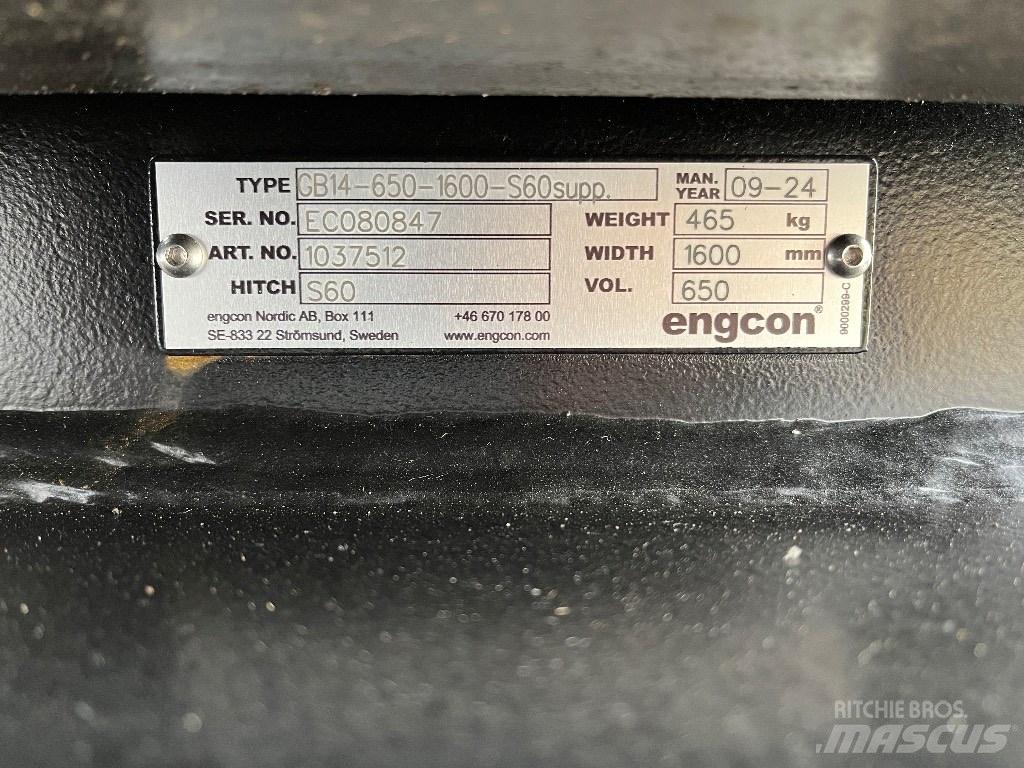 TYPE GB14-650-1600-S60supp. MAN. YEAR 09-24
SER. NO. EC080847 WEIGHT 465 kg
ART. NO. 1037512 WIDTH 1600 mm
HITCH S60 VOL. 650
engcon Nordic AB, Box 111 +46 670 178 00
SE-833 22 Strömsund, Sweden www.engcon.com
engcon®
9000299-C
RITCHIE BROS.
MASCUS